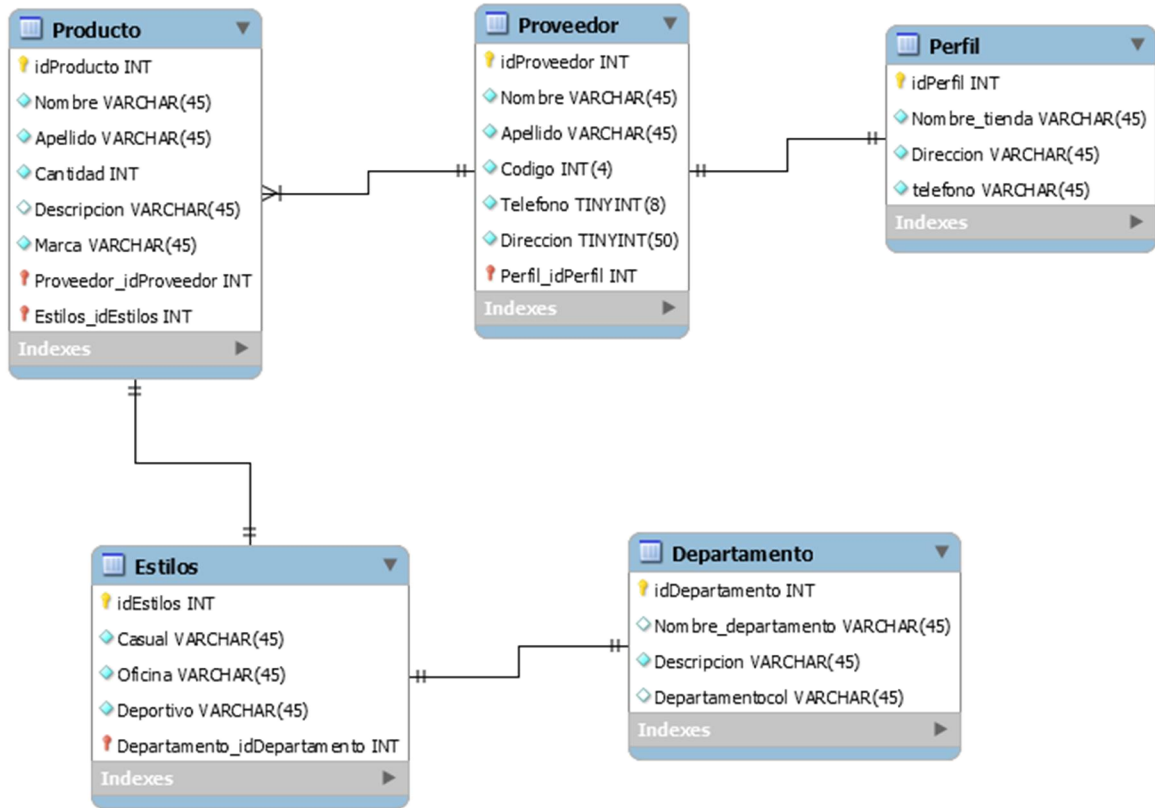 Producto
idProducto INT
Nombre VARCHAR(45)
Apellido VARCHAR(45)
Cantidad INT
Descripcion VARCHAR(45)
Marca VARCHAR(45)
Proveedor_idProveedor INT
Estilos_idEstilos INT
Indexes
Proveedor
idProveedor INT
Nombre VARCHAR(45)
Apellido VARCHAR(45)
Codigo INT(4)
Telefono TINYINT(8)
Direccion TINYINT(50)
Perfil_idPerfil INT
Indexes
Perfil
idPerfil INT
Nombre_tienda VARCHAR(45)
Direccion VARCHAR(45)
telefono VARCHAR(45)
Indexes
Estilos
idEstilos INT
Casual VARCHAR(45)
Oficina VARCHAR(45)
Deportivo VARCHAR(45)
Departamento_idDepartamento INT
Indexes
Departamento
idDepartamento INT
Nombre_departamento VARCHAR(45)
Descripcion VARCHAR(45)
Departamentocol VARCHAR(45)
Indexes